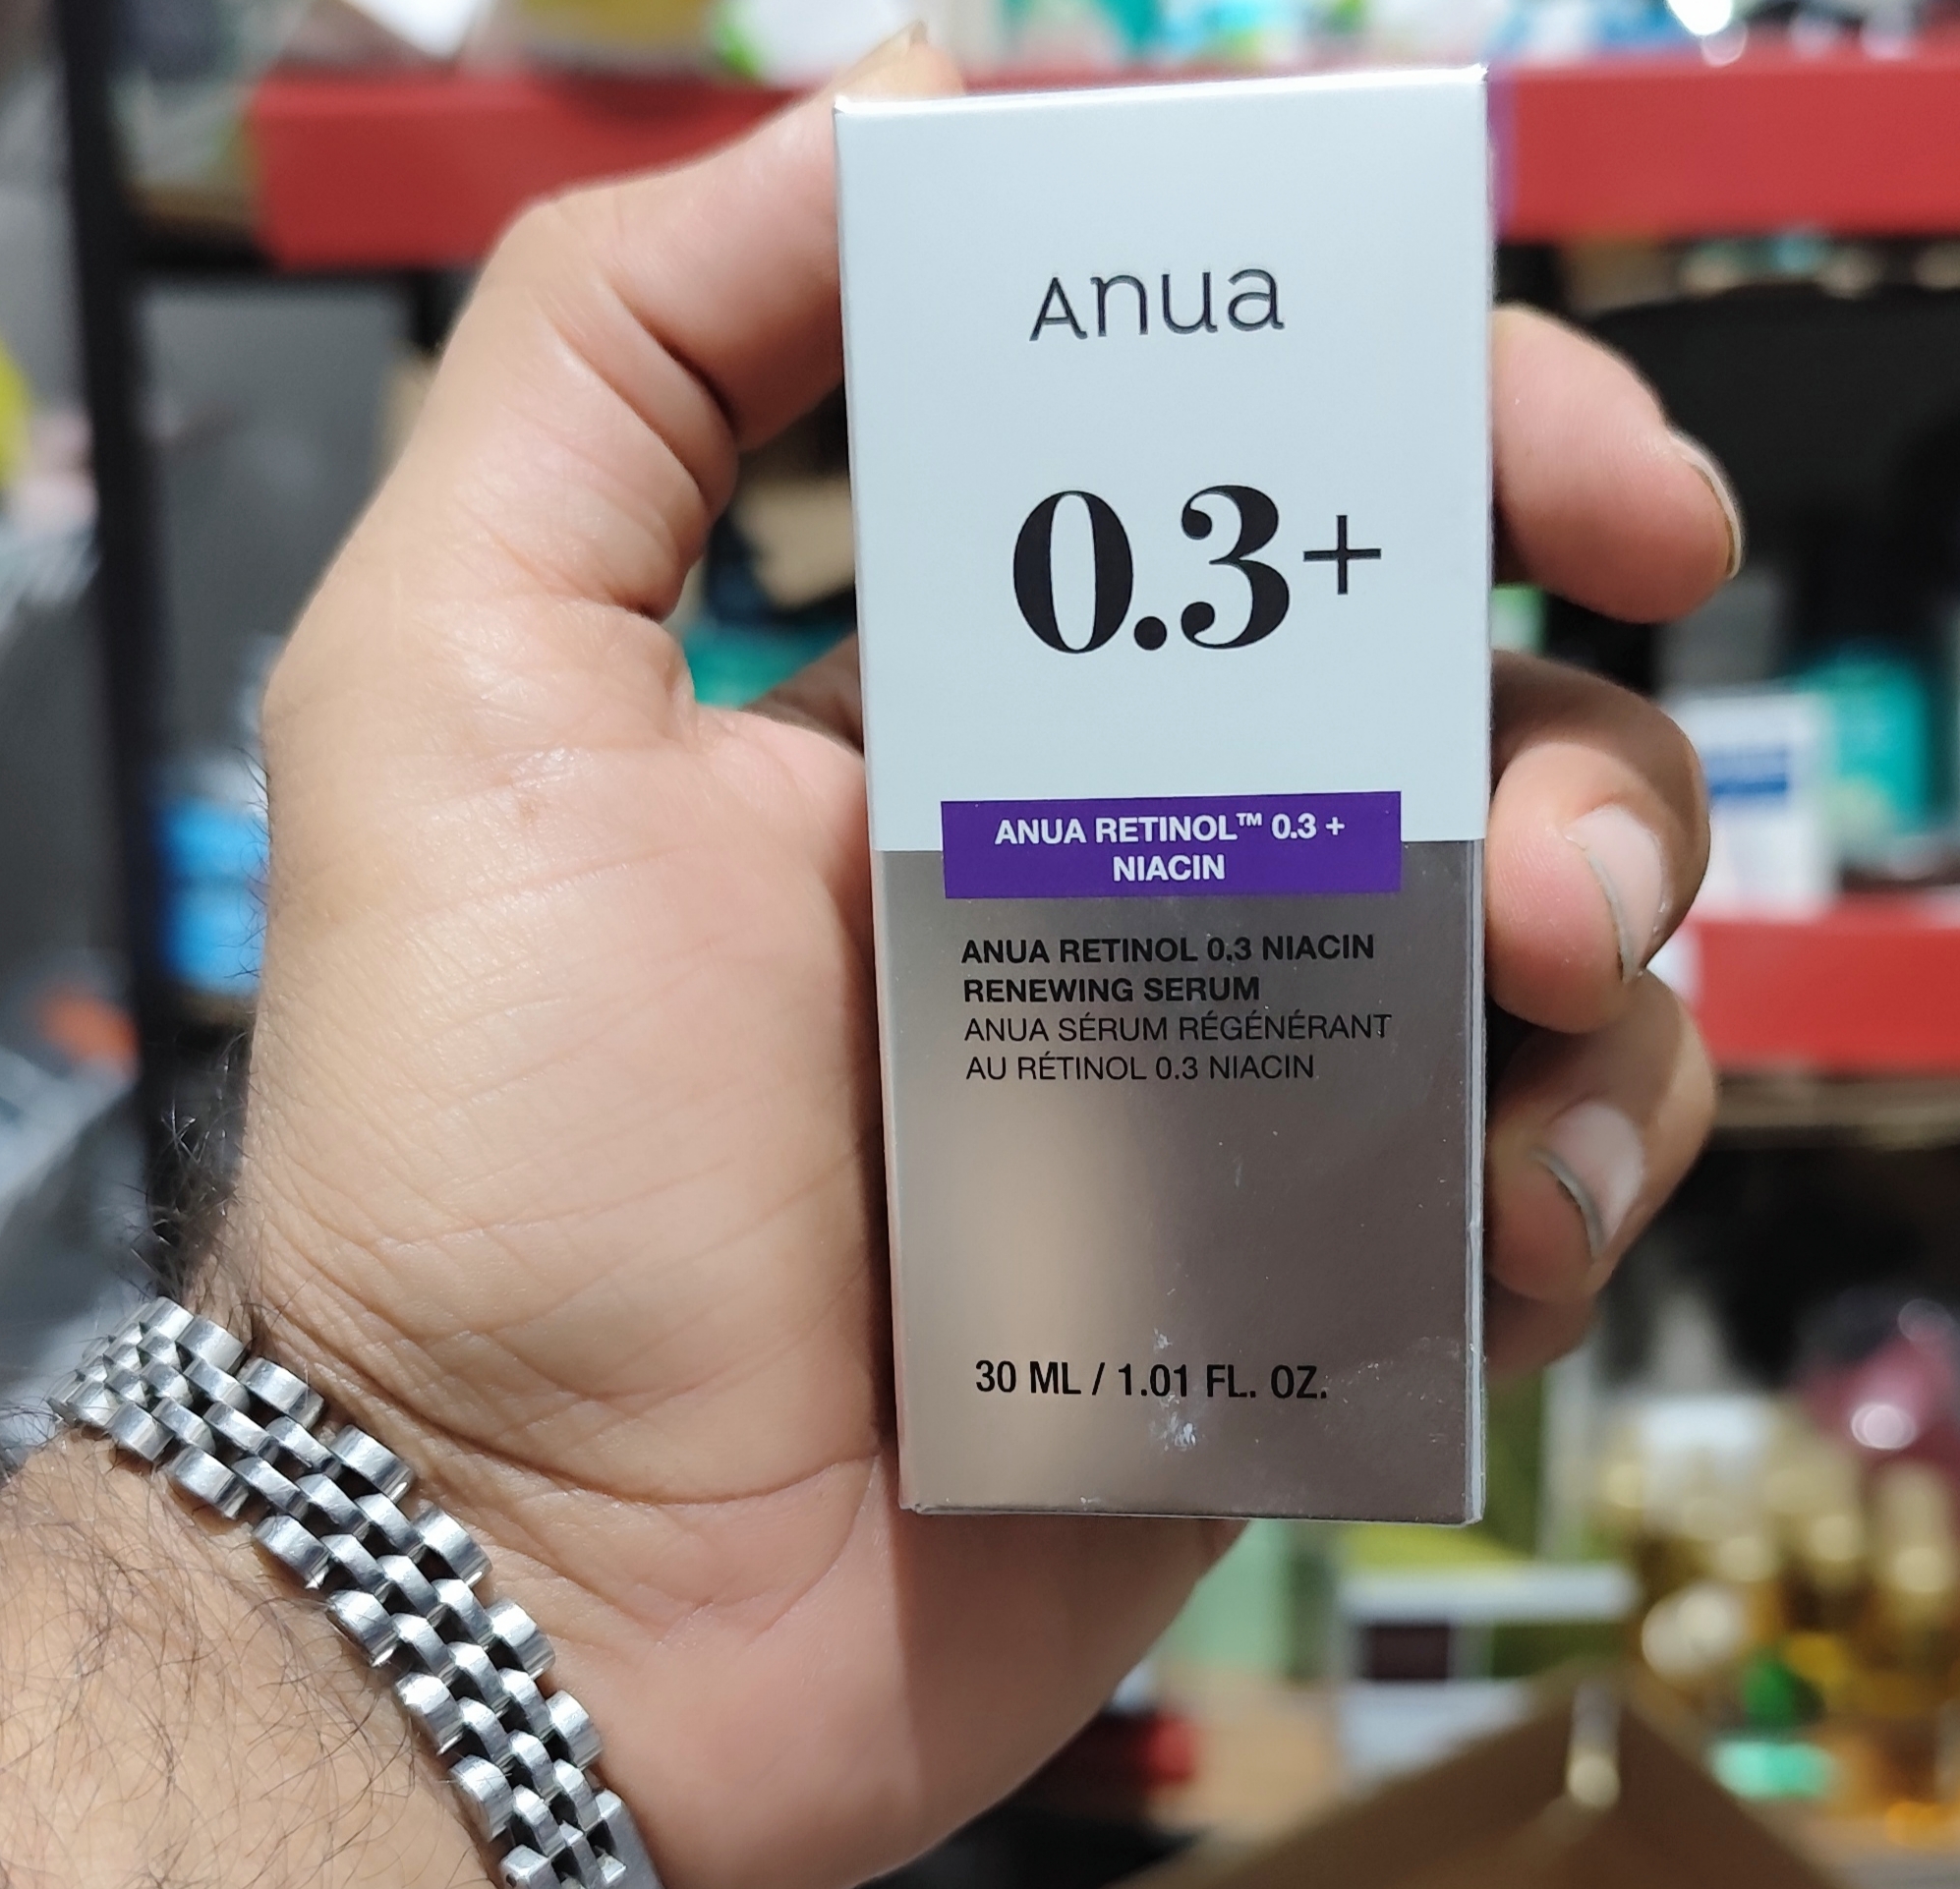 Anua
0.3+
ANUA RETINOL™ 0.3 +
NIACIN
ANUA RETINOL 0.3 NIACIN
RENEWING SERUM
ANUA SÉRUM RÉGÉNÉRANT
AU RÉTINOL 0.3 NIACIN
30 ML / 1.01 FL. OZ.